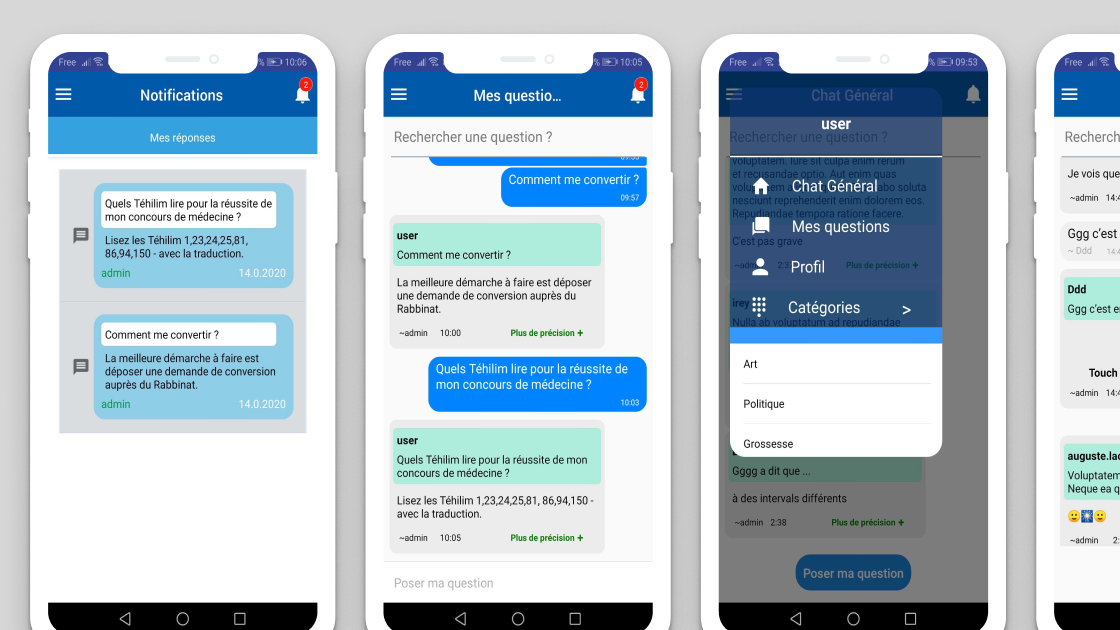 Free % 10:06
Notifications 2
Mes réponses
Quels Téhilim lire pour la réussite de
mon concours de médecine ?
Lisez les Téhilim 1,23,24,25,81,
86,94,150 - avec la traduction.
admin 14.0.2020
Comment me convertir ?
La meilleure démarche à faire est
déposer une demande de conversion
auprès du Rabbinat.
admin 14.0.2020
Free % 10:05
Mes questio... 2
Rechercher une question ?
Comment me convertir ?
09:57
user
Comment me convertir ?
La meilleure démarche à faire est déposer
une demande de conversion auprès du
Rabbinat.
~admin 10:00 Plus de précision +
Quels Téhilim lire pour la réussite de
mon concours de médecine ?
10:03
user
Quels Téhilim lire pour la réussite de mon
concours de médecine ?
Lisez les Téhilim 1,23,24,25,81, 86,94,150 -
avec la traduction.
~admin 10:05 Plus de précision +
Poser ma question
Free % 09:53
Chat Général
user
Rechercher une question ?
voluptatem. Iure sit culpa enim rerum
et recusandae optio. Aut enim quas
nesciunt reprehenderit enim dolorem eos.
Repudiandae tempora ratione facere.
C'est pas grave
Plus de précision +
Nulla ab voluptatum ad repudiandae
Chat Général
Mes questions
Profil
Catégories >
Art
Politique
Grossesse
Gggg a dit que ...
à des intervals différents
~admin 2:38 Plus de précision +
Poser ma question
Free
Recherch
Je vois que
~admin 14:4
Ggg c'est
~ Ddd 14:4
Ddd
Ggg c'est e
Touch
~admin 14:4
auguste.lac
Voluptatem
Neque ea q
~admin 2: